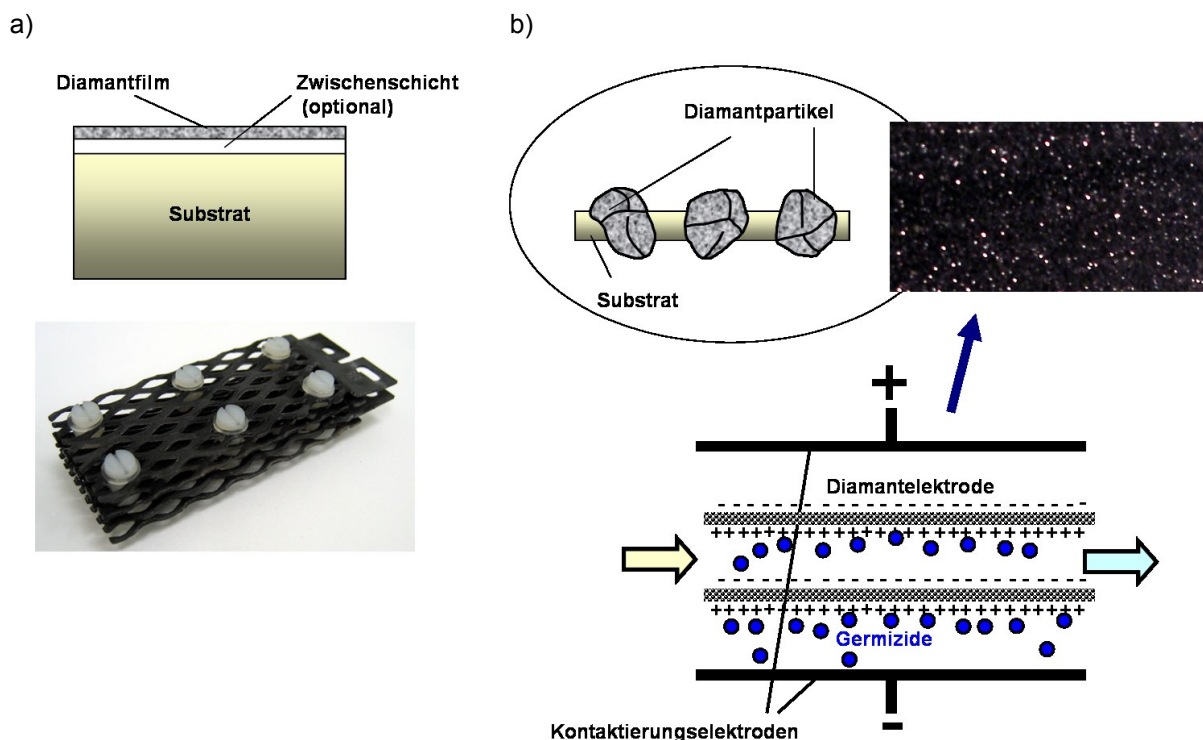 a)
Diamantfilm
Zwischenschicht
(optional)
Substrat
b)
Diamantpartikel
Substrat
+
Diamantelektrode
- - - - - - - - - - - - - - - - - - - - - - - -
+++++++++++++++++++++++
- - - - - - - - - - - - - - - - - - - - - - - -
+++++++++++++++++++++++
Germizide
Kontaktierungselektroden
-